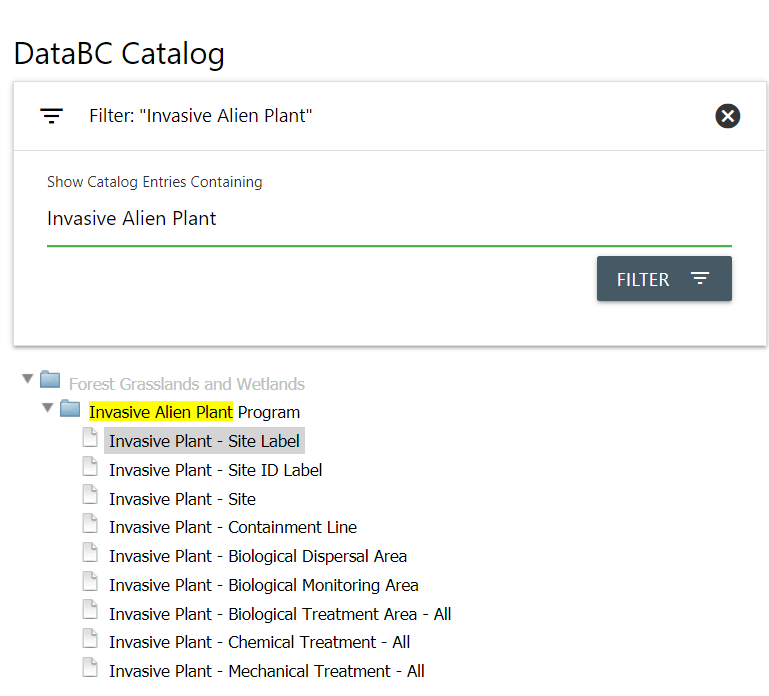 DataBC Catalog
Filter: "Invasive Alien Plant"
Show Catalog Entries Containing
Invasive Alien Plant
FILTER
Forest Grasslands and Wetlands
Invasive Alien Plant Program
Invasive Plant - Site Label
Invasive Plant - Site ID Label
Invasive Plant - Site
Invasive Plant - Containment Line
Invasive Plant - Biological Dispersal Area
Invasive Plant - Biological Monitoring Area
Invasive Plant - Biological Treatment Area - All
Invasive Plant - Chemical Treatment - All
Invasive Plant - Mechanical Treatment - All